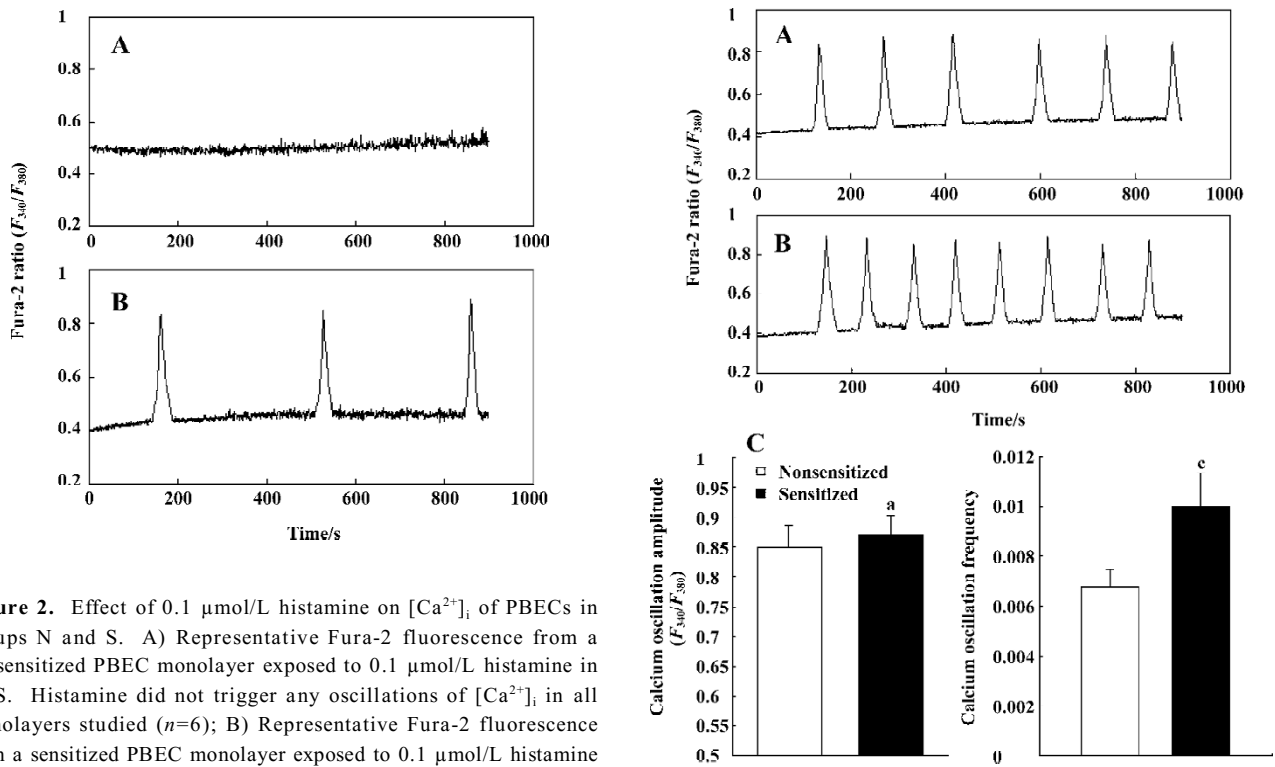 1
A
0.8
0.6
0.4
0.2
0 200 400 600 800 1000
1
B
0.8
0.6
0.4
0.2
0 200 400 600 800 1000
Fura-2 ratio (F340/F380)
Time/s
ure 2. Effect of 0.1 µmol/L histamine on [Ca2+]i of PBECs in
ups N and S. A) Representative Fura-2 fluorescence from a
sensitized PBEC monolayer exposed to 0.1 µmol/L histamine in
S. Histamine did not trigger any oscillations of [Ca2+]i in all
nolayers studied (n=6); B) Representative Fura-2 fluorescence
a sensitized PBEC monolayer exposed to 0.1 µmol/L histamine
1
A
0.8
0.6
0.4
0.2
0 200 400 600 800 1000
1
B
0.8
0.6
0.4
0.2
0 200 400 600 800 1000
Fura-2 ratio (F340/F380)
Time/s
C
1
0.95
0.9
0.85
0.8
0.75
0.7
0.65
0.6
0.55
0.5
Nonsensitized
Sensitized
a
Calcium oscillation amplitude
(F340/F380)
0.012
0.01
0.008
0.006
0.004
0.002
0
c
Calcium oscillation frequency